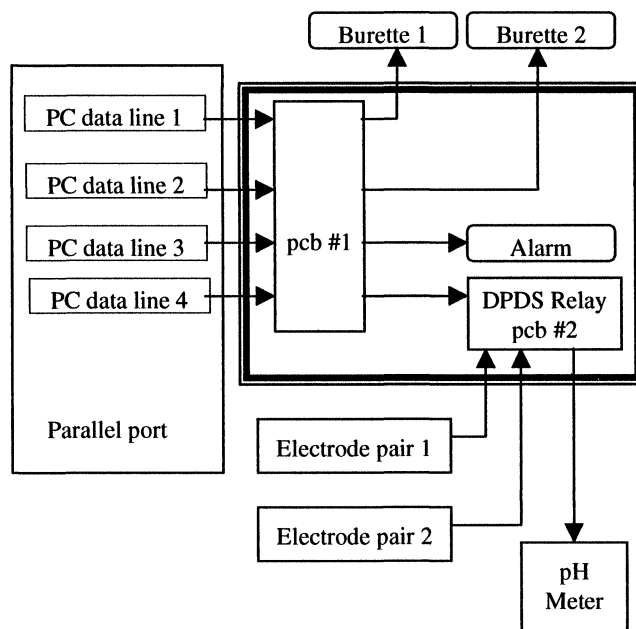 Burette 1
Burette 2
PC data line 1
PC data line 2
PC data line 3
PC data line 4
pcb #1
Alarm
DPDS Relay
pcb #2
Parallel port
Electrode pair 1
Electrode pair 2
pH
Meter